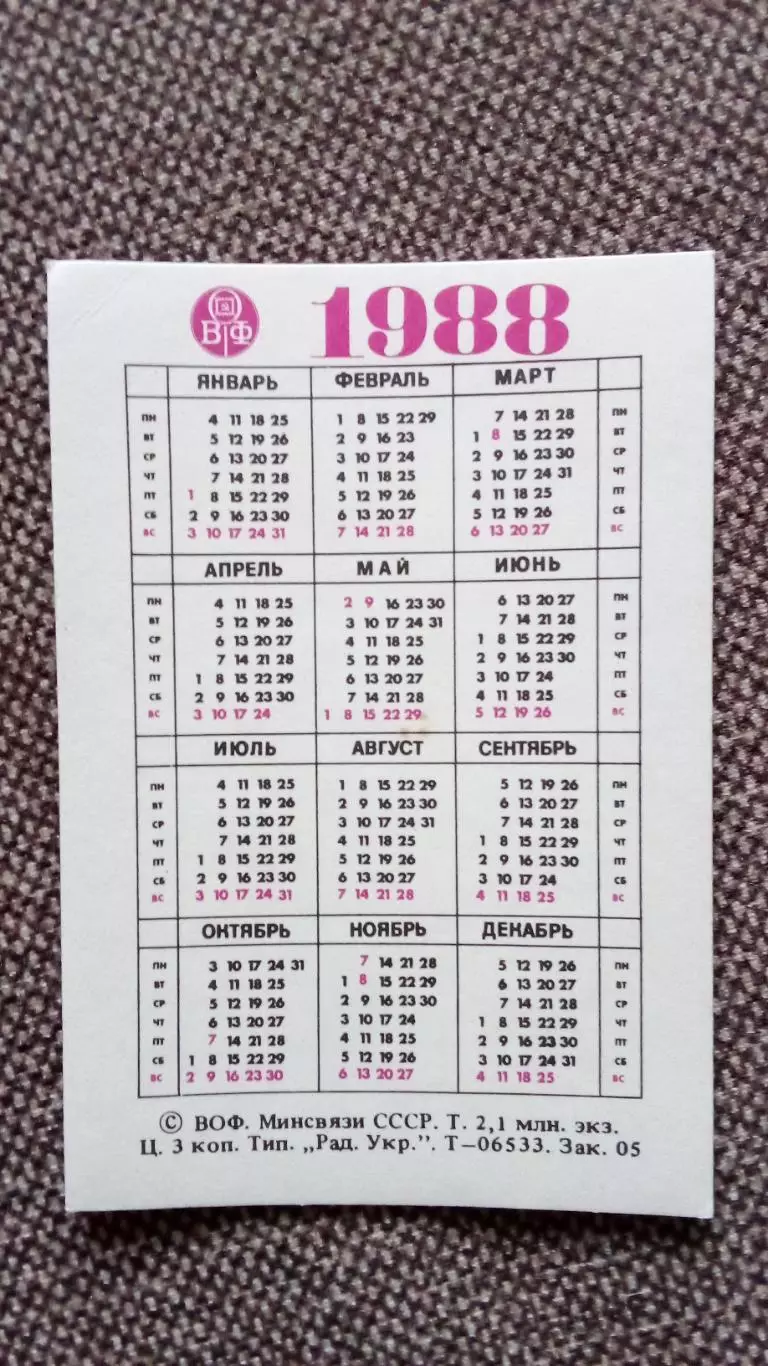 ВФ 1988
ЯНВАРЬ ФЕВРАЛЬ МАРТ
ПН 4 11 18 25 1 8 15 22 29 7 14 21 28 ПН
ВТ 5 12 19 26 2 9 16 23 1 8 15 22 29 ВТ
СР 6 13 20 27 3 10 17 24 2 9 16 23 30 СР
ЧТ 7 14 21 28 4 11 18 25 3 10 17 24 31 ЧТ
ПТ 1 8 15 22 29 5 12 19 26 4 11 18 25 ПТ
СБ 2 9 16 23 30 6 13 20 27 5 12 19 26 СБ
ВС 3 10 17 24 31 7 14 21 28 6 13 20 27 ВС
АПРЕЛЬ МАЙ ИЮНЬ
ПН 4 11 18 25 2 9 16 23 30 6 13 20 27 ПН
ВТ 5 12 19 26 3 10 17 24 31 7 14 21 28 ВТ
СР 6 13 20 27 4 11 18 25 1 8 15 22 29 СР
ЧТ 7 14 21 28 5 12 19 26 2 9 16 23 30 ЧТ
ПТ 1 8 15 22 29 6 13 20 27 3 10 17 24 ПТ
СБ 2 9 16 23 30 7 14 21 28 4 11 18 25 СБ
ВС 3 10 17 24 1 8 15 22 29 5 12 19 26 ВС
ИЮЛЬ АВГУСТ СЕНТЯБРЬ
ПН 4 11 18 25 1 8 15 22 29 5 12 19 26 ПН
ВТ 5 12 19 26 2 9 16 23 30 6 13 20 27 ВТ
СР 6 13 20 27 3 10 17 24 31 7 14 21 28 СР
ЧТ 7 14 21 28 4 11 18 25 1 8 15 22 29 ЧТ
ПТ 1 8 15 22 29 5 12 19 26 2 9 16 23 30 ПТ
СБ 2 9 16 23 30 6 13 20 27 3 10 17 24 СБ
ВС 3 10 17 24 31 7 14 21 28 4 11 18 25 ВС
ОКТЯБРЬ НОЯБРЬ ДЕКАБРЬ
ПН 3 10 17 24 31 7 14 21 28 5 12 19 26 ПН
ВТ 4 11 18 25 1 8 15 22 29 6 13 20 27 ВТ
СР 5 12 19 26 2 9 16 23 30 7 14 21 28 СР
ЧТ 6 13 20 27 3 10 17 24 1 8 15 22 29 ЧТ
ПТ 7 14 21 28 4 11 18 25 2 9 16 23 30 ПТ
СБ 1 8 15 22 29 5 12 19 26 3 10 17 24 31 СБ
ВС 2 9 16 23 30 6 13 20 27 4 11 18 25 ВС
© ВОФ. Минсвязи СССР. Т. 2,1 млн. экз.
Ц. 3 коп. Тип. „Рад. Укр.”. Т—06533. Зак. 05